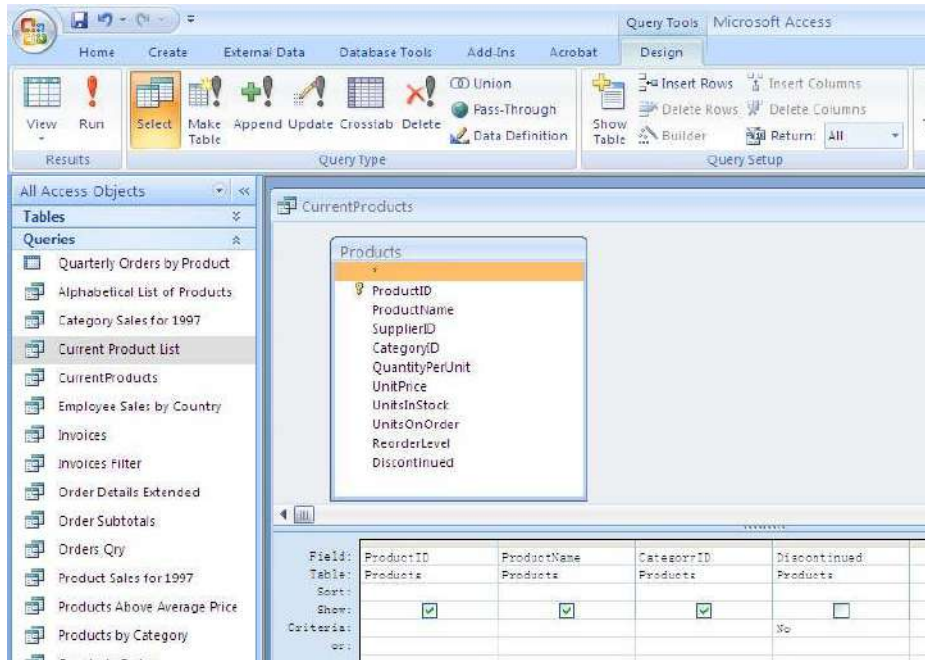 Query Tools Microsoft Access
Home Create External Data Database Tools Add-Ins Acrobat Design
View Run Select Make Table Append Update Crosstab Delete
Union
Pass-Through
Data Definition
Show Table
Insert Rows Insert Columns
Delete Rows Delete Columns
Builder Return: All
Results Query Type Query Setup
All Access Objects
Tables
Queries
Quarterly Orders by Product
Alphabetical List of Products
Category Sales for 1997
Current Product List
CurrentProducts
Employee Sales by Country
Invoices
Invoices Filter
Order Details Extended
Order Subtotals
Orders Qry
Product Sales for 1997
Products Above Average Price
Products by Category
CurrentProducts
Products
*
ProductID
ProductName
SupplierID
CategoryID
QuantityPerUnit
UnitPrice
UnitsInStock
UnitsOnOrder
ReorderLevel
Discontinued
Field: ProductID ProductName CategoryID Discontinued
Table: Products Products Products Products
Sort:
Show:
Criteria: No
or: